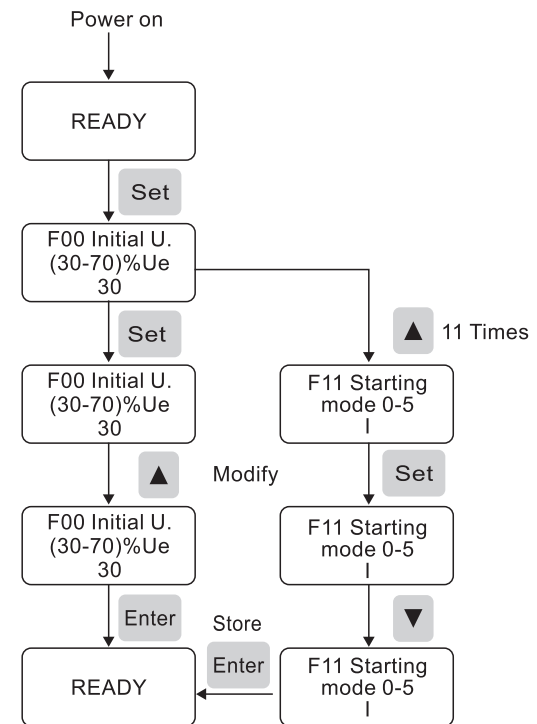 Power on
READY
Set
F00 Initial U.
(30-70)%Ue
30
▲ 11 Times
Set
F00 Initial U.
(30-70)%Ue
30
F11 Starting
mode 0-5
I
▲
Modify
Set
F00 Initial U.
(30-70)%Ue
30
F11 Starting
mode 0-5
I
Enter
Store
▼
READY
Enter
F11 Starting
mode 0-5
I